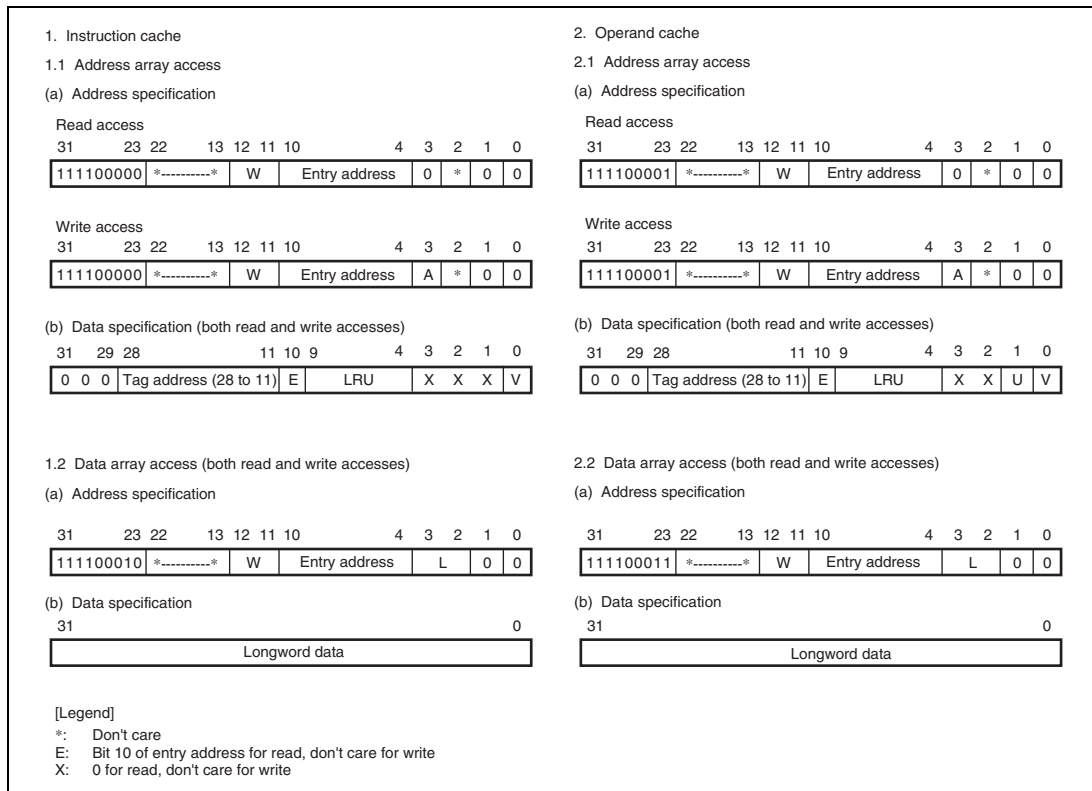 1. Instruction cache
1.1 Address array access
(a) Address specification
Read access
31 23 22 13 12 11 10 4 3 2 1 0
111100000 *----------* W Entry address 0 * 0 0
Write access
31 23 22 13 12 11 10 4 3 2 1 0
111100000 *----------* W Entry address A * 0 0
(b) Data specification (both read and write accesses)
31 29 28 11 10 9 4 3 2 1 0
0 0 0 Tag address (28 to 11) E LRU X X X V
1.2 Data array access (both read and write accesses)
(a) Address specification
31 23 22 13 12 11 10 4 3 2 1 0
111100010 *----------* W Entry address L 0 0
(b) Data specification
31 0
Longword data
2. Operand cache
2.1 Address array access
(a) Address specification
Read access
31 23 22 13 12 11 10 4 3 2 1 0
111100001 *----------* W Entry address 0 * 0 0
Write access
31 23 22 13 12 11 10 4 3 2 1 0
111100001 *----------* W Entry address A * 0 0
(b) Data specification (both read and write accesses)
31 29 28 11 10 9 4 3 2 1 0
0 0 0 Tag address (28 to 11) E LRU X X U V
2.2 Data array access (both read and write accesses)
(a) Address specification
31 23 22 13 12 11 10 4 3 2 1 0
111100011 *----------* W Entry address L 0 0
(b) Data specification
31 0
Longword data
[Legend]
*: Don't care
E: Bit 10 of entry address for read, don't care for write
X: 0 for read, don't care for write